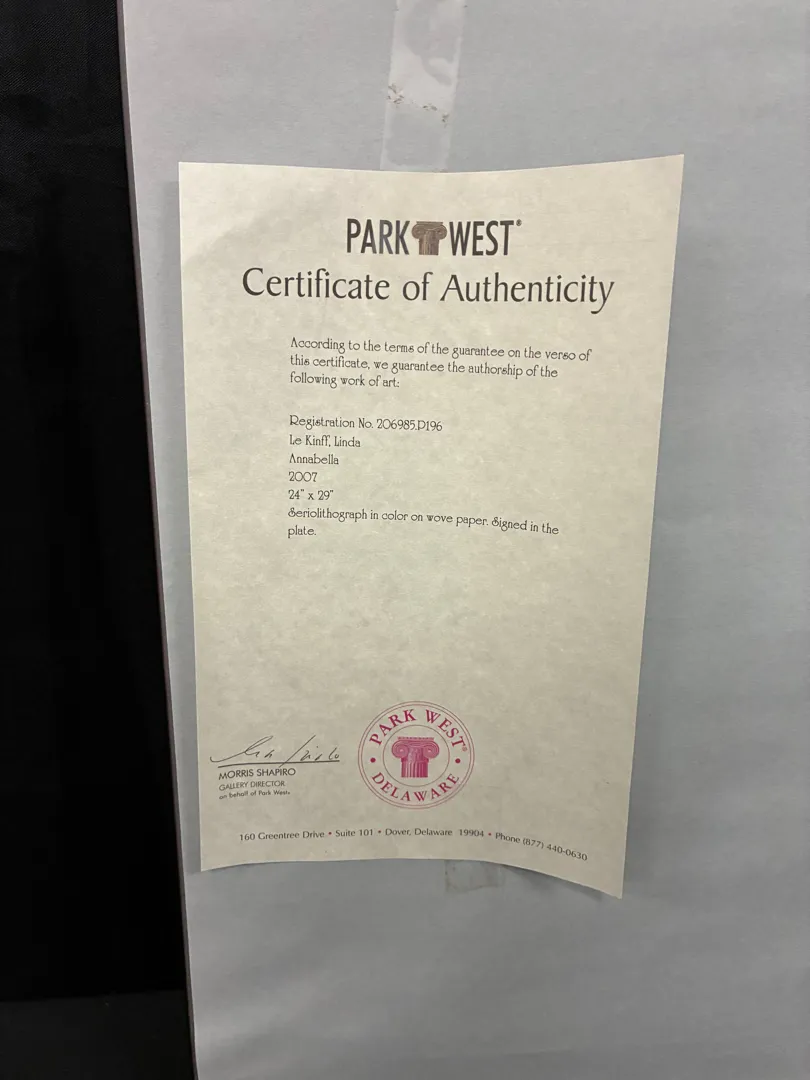 PARK WEST®
Certificate of Authenticity
According to the terms of the guarantee on the verso of
this certificate, we guarantee the authorship of the
following work of art:
Registration No. 206985.P196
Le Kinff, Linda
Annabella
2007
24" x 29"
Seriolithograph in color on wove paper. Signed in the
plate.
MORRIS SHAPIRO
GALLERY DIRECTOR
on behalf of Park West®
PARK WEST®
• DELAWARE •
160 Greentree Drive • Suite 101 • Dover, Delaware 19904 • Phone (877) 440-0630